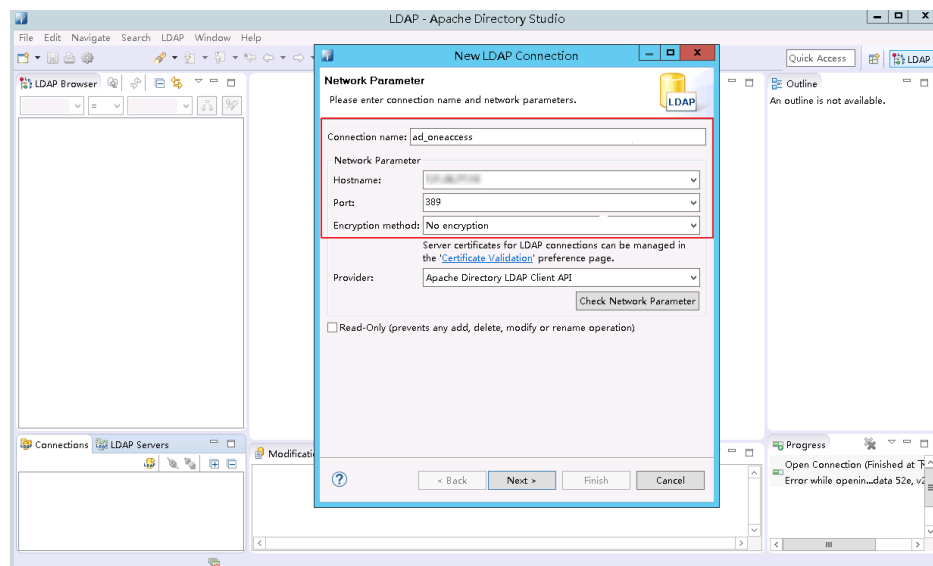 LDAP - Apache Directory Studio
File Edit Navigate Search LDAP Window Help
Quick Access
LDAP
LDAP Browser
=
Outline
An outline is not available.
New LDAP Connection
Network Parameter
Please enter connection name and network parameters.
LDAP
Connection name: ad_oneaccess
Network Parameter
Hostname:
Port: 389
Encryption method: No encryption
Server certificates for LDAP connections can be managed in
the 'Certificate Validation' preference page.
Provider: Apache Directory LDAP Client API
Check Network Parameter
Read-Only (prevents any add, delete, modify or rename operation)
< Back Next > Finish Cancel
Connections LDAP Servers
Modificati
Progress
Open Connection (Finished at 下
Error while openin...data 52e, v2